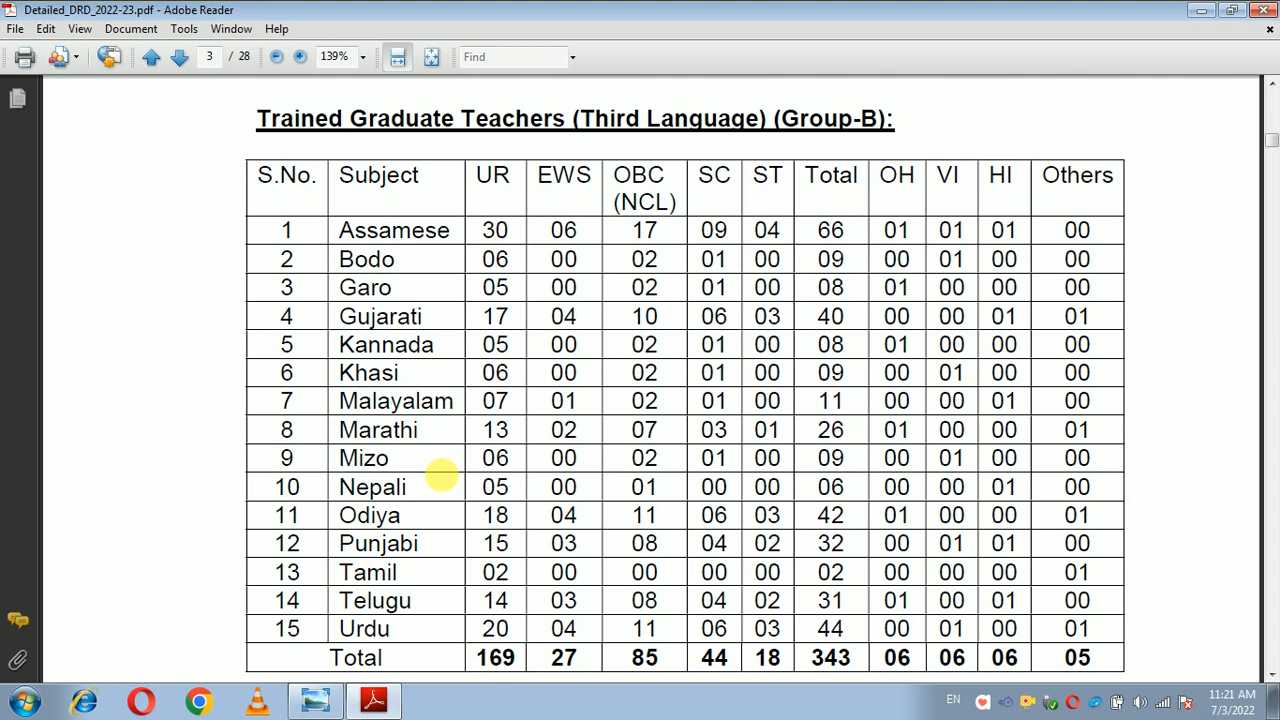 Detailed_DRD_2022-23.pdf - Adobe Reader
File Edit View Document Tools Window Help
3 / 28 139% Find
Trained Graduate Teachers (Third Language) (Group-B):
S.No. Subject UR EWS OBC (NCL) SC ST Total OH VI HI Others
1 Assamese 30 06 17 09 04 66 01 01 01 00
2 Bodo 06 00 02 01 00 09 00 01 00 00
3 Garo 05 00 02 01 00 08 01 00 00 00
4 Gujarati 17 04 10 06 03 40 00 00 01 01
5 Kannada 05 00 02 01 00 08 01 00 00 00
6 Khasi 06 00 02 01 00 09 00 01 00 00
7 Malayalam 07 01 02 01 00 11 00 00 01 00
8 Marathi 13 02 07 03 01 26 01 00 00 01
9 Mizo 06 00 02 01 00 09 00 01 00 00
10 Nepali 05 00 01 00 00 06 00 00 01 00
11 Odiya 18 04 11 06 03 42 01 00 00 01
12 Punjabi 15 03 08 04 02 32 00 01 01 00
13 Tamil 02 00 00 00 00 02 00 00 00 01
14 Telugu 14 03 08 04 02 31 01 00 01 00
15 Urdu 20 04 11 06 03 44 00 01 00 01
Total 169 27 85 44 18 343 06 06 06 05
EN 11:21 AM
7/3/2022